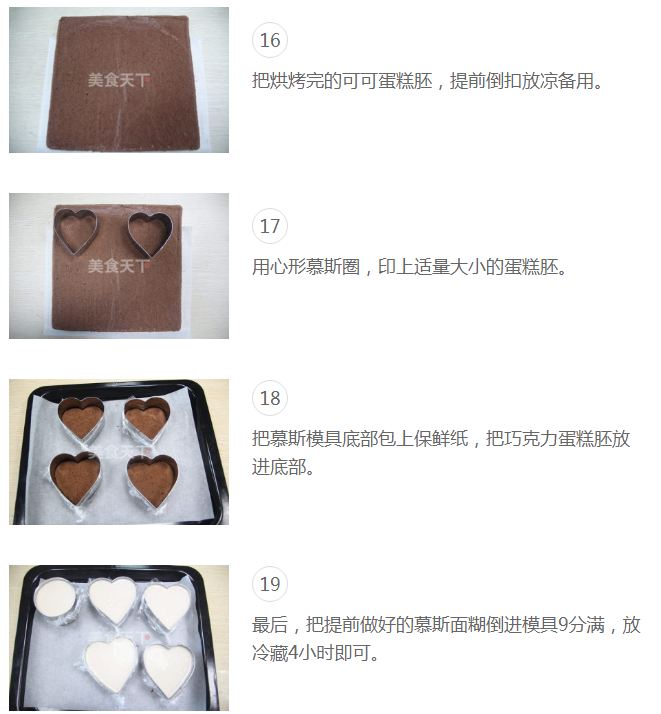 美食天下
16
把烘烤完的可可蛋糕胚，提前倒扣放凉备用。
美食天下
17
用心形慕斯圈，印上适量大小的蛋糕胚。
美食天下
18
把慕斯模具底部包上保鲜纸，把巧克力蛋糕胚放
进底部。
美食天下
19
最后，把提前做好的慕斯面糊倒进模具9分满，放
冷藏4小时即可。